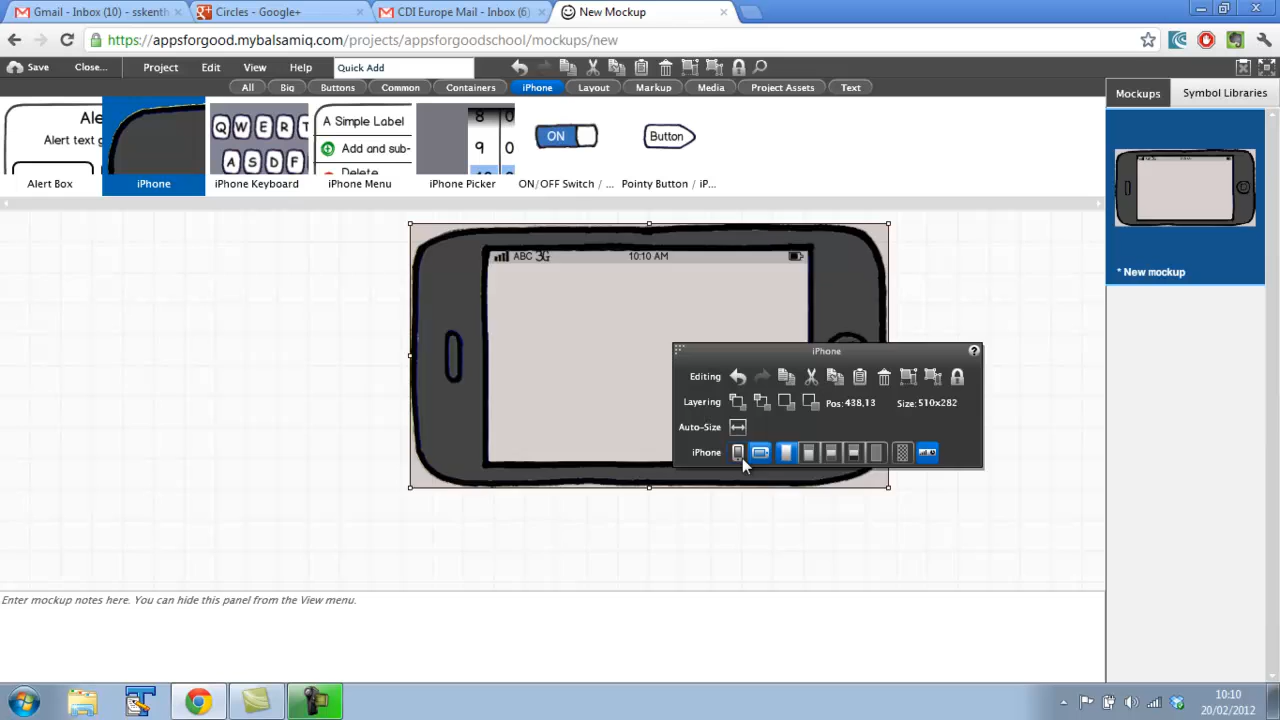 Gmail - Inbox (10) - sskenth
Circles - Google+
CDI Europe Mail - Inbox (6)
New Mockup
https://appsforgood.mybalsamiq.com/projects/appsforgoodschool/mockups/new
Save Close... Project Edit View Help Quick Add
All Big Buttons Common Containers iPhone Layout Markup Media Project Assets Text
Mockups Symbol Libraries
Ale
Alert text g
QWERT
ASDF
A Simple Label
Add and sub-
Delete
8 0
9 0
ON
Button
Alert Box iPhone iPhone Keyboard iPhone Menu iPhone Picker ON/OFF Switch / ... Pointy Button / iP...
ABC 3G 10:10 AM
* New mockup
iPhone
Editing
Layering Pos: 438,13 Size: 510x282
Auto-Size
iPhone
Enter mockup notes here. You can hide this panel from the View menu.
10:10
20/02/2012